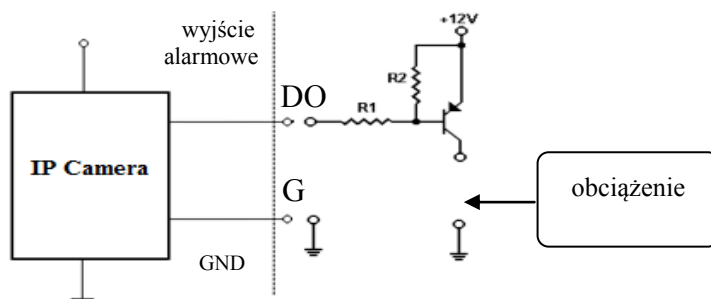 +12V
wyjście
alarmowe
R2
DO
R1
IP Camera
obciążenie
G
GND